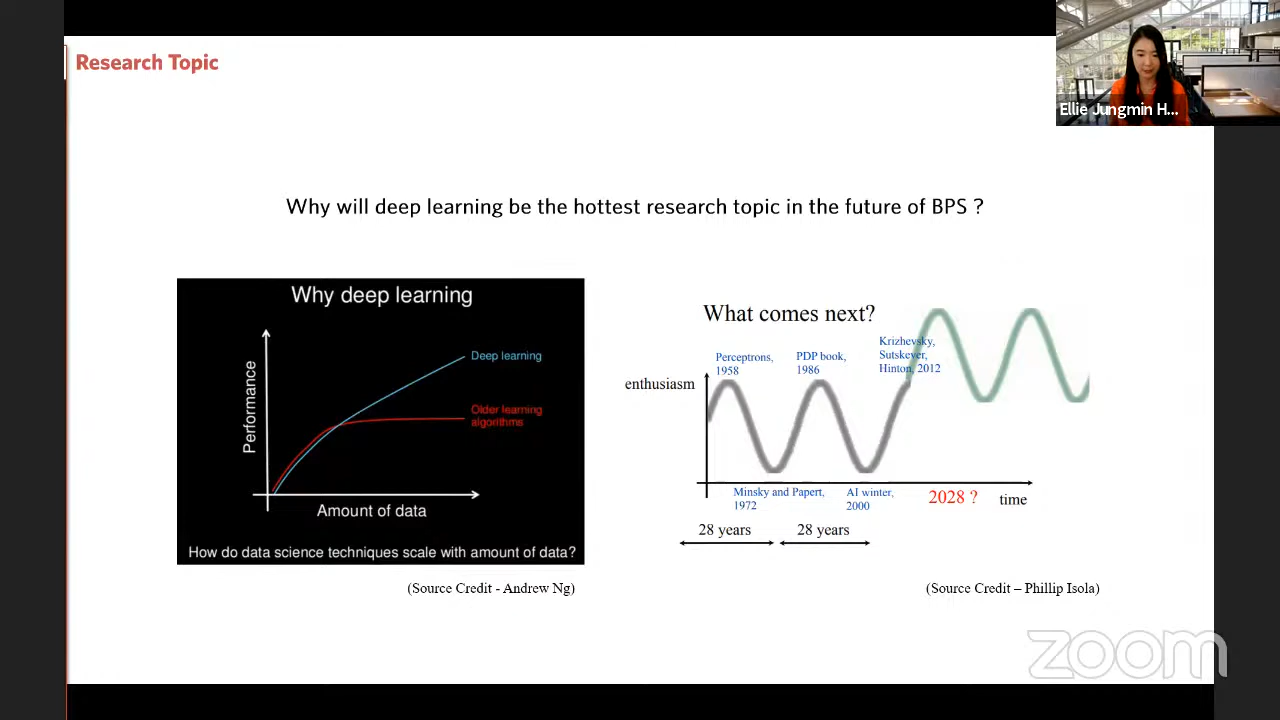 Research Topic
Ellie Jungmin H...
Why will deep learning be the hottest research topic in the future of BPS ?
Why deep learning
Performance
Deep learning
Older learning
algorithms
Amount of data
How do data science techniques scale with amount of data?
(Source Credit - Andrew Ng)
What comes next?
enthusiasm
Perceptrons,
1958
PDP book,
1986
Krizhevsky,
Sutskever,
Hinton, 2012
Minsky and Papert,
1972
AI winter,
2000
2028 ?
time
28 years
28 years
(Source Credit – Phillip Isola)
zoom